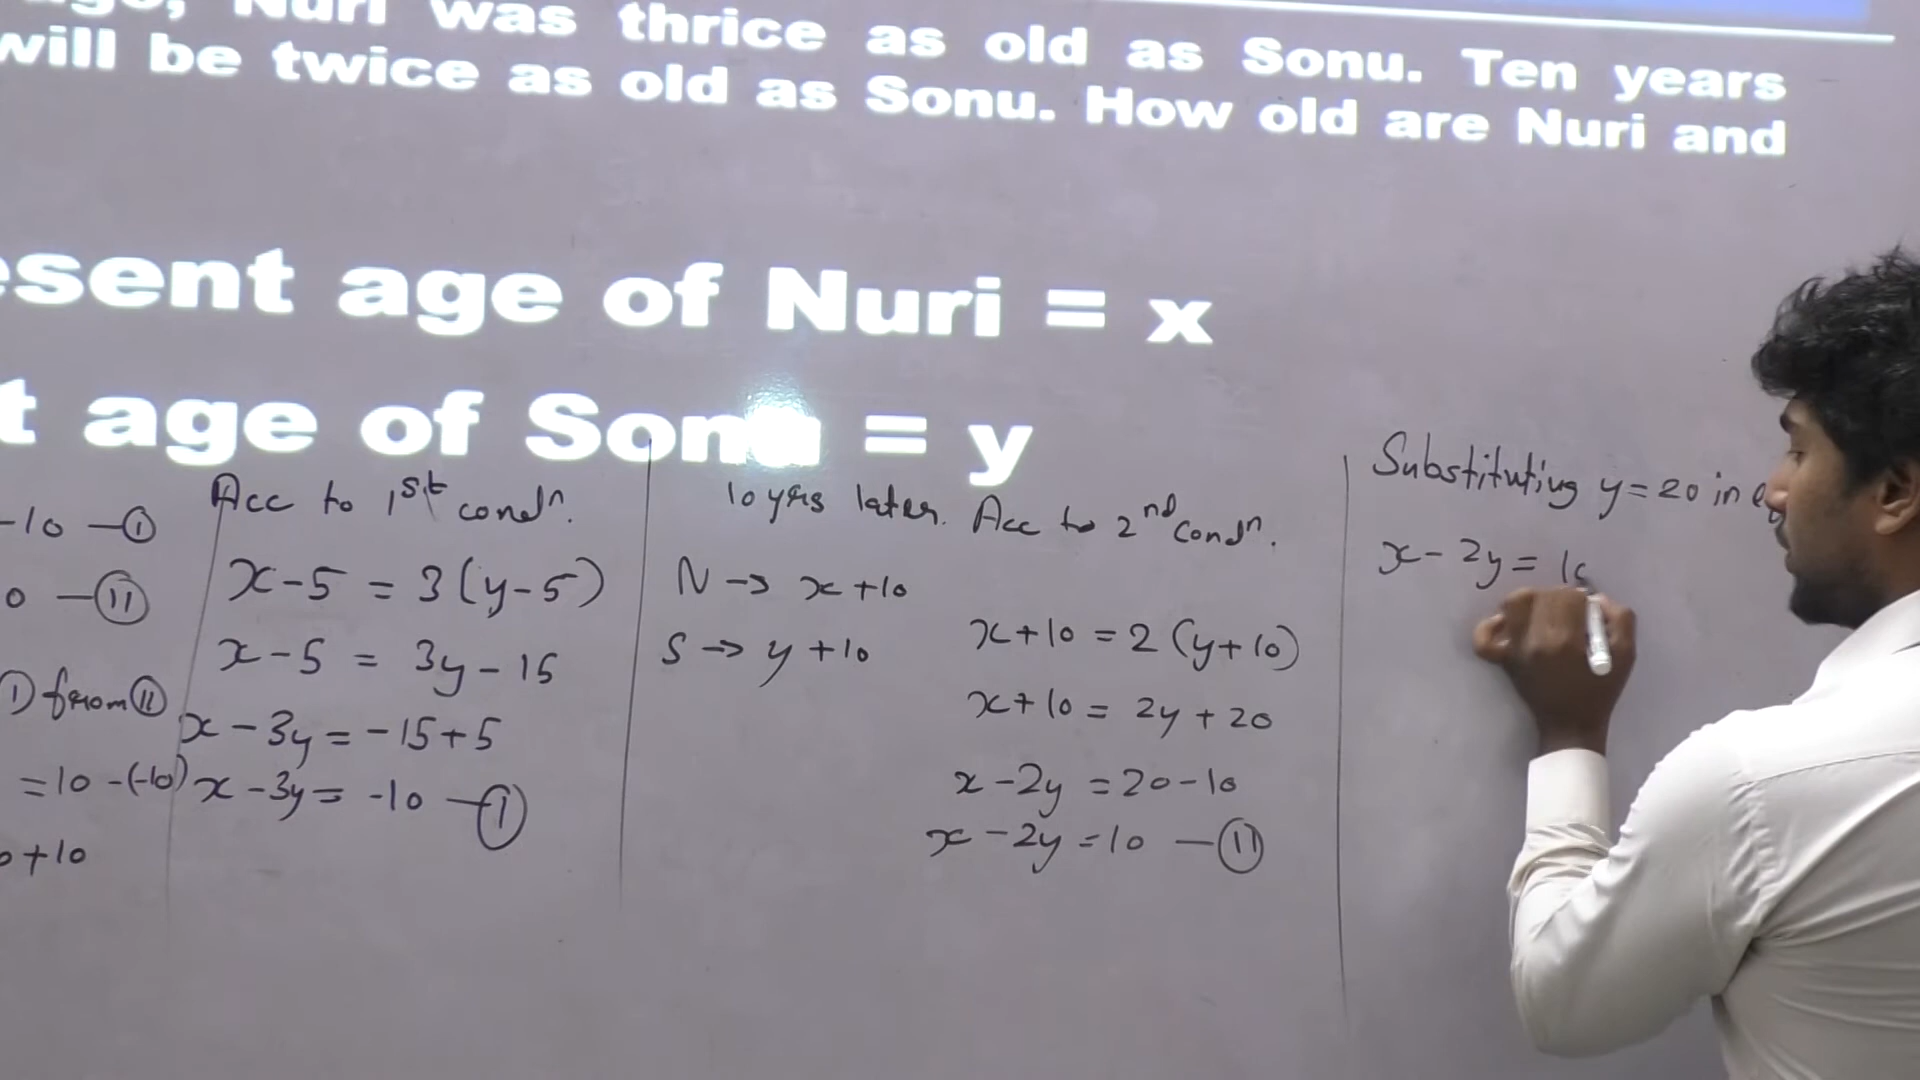 Nuri was thrice as old as Sonu. Ten years
will be twice as old as Sonu. How old are Nuri and
age of Nuri = x
age of Sonu = y
-10 —Ⓘ
0 —Ⓘⓘ
Ⓘ from Ⓘⓘ
=10 -(-10)
+10
Acc to 1st condn.
x-5 = 3(y-5)
x-5 = 3y-15
x-3y=-15+5
x-3y= -10 —Ⓘ
10 yrs later.
N -> x+10
S -> y+10
Acc to 2nd condn.
x+10 = 2(y+10)
x+10 = 2y+20
x-2y =20-10
x-2y =10 —Ⓘⓘ
Substituting y=20 in
x-2y=